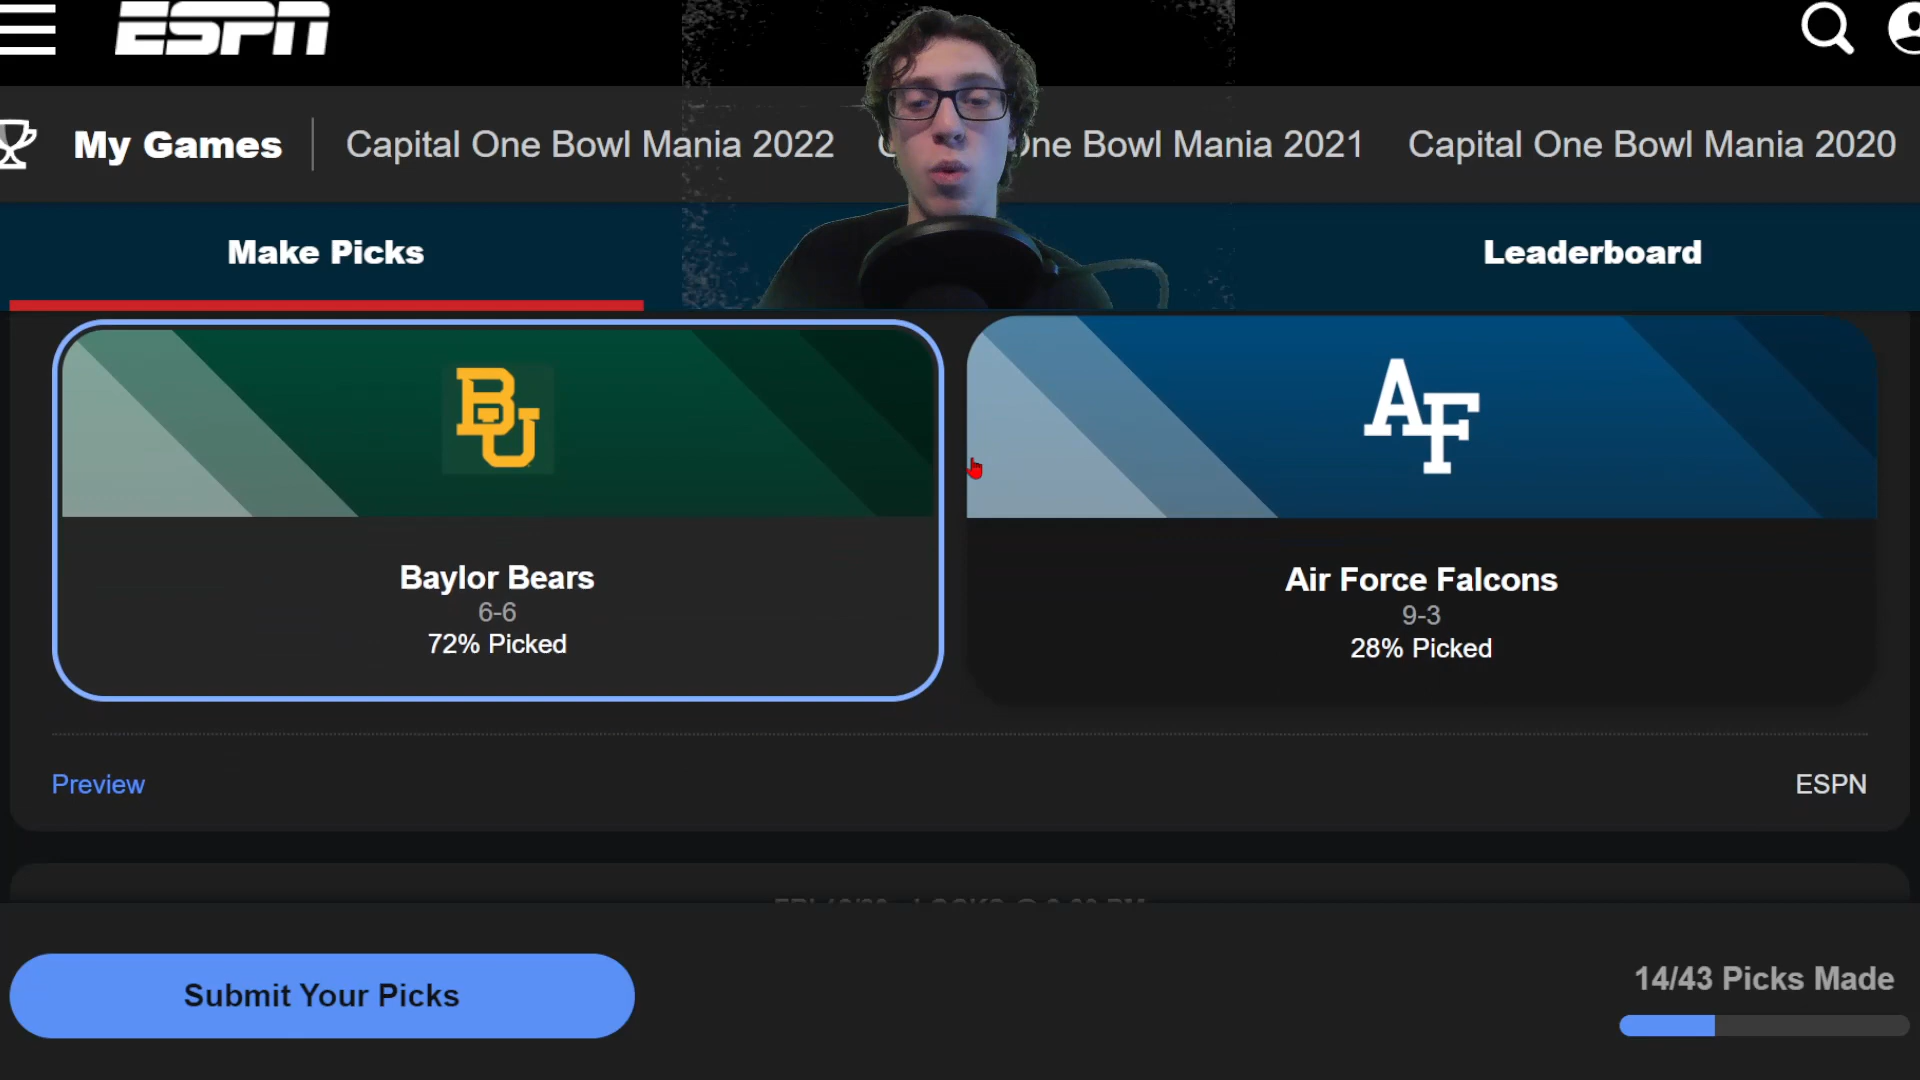 ESPN
My Games
Capital One Bowl Mania 2022
One Bowl Mania 2021
Capital One Bowl Mania 2020
Make Picks
Leaderboard
BU
AF
Baylor Bears
6-6
72% Picked
Air Force Falcons
9-3
28% Picked
Preview
ESPN
Submit Your Picks
14/43 Picks Made